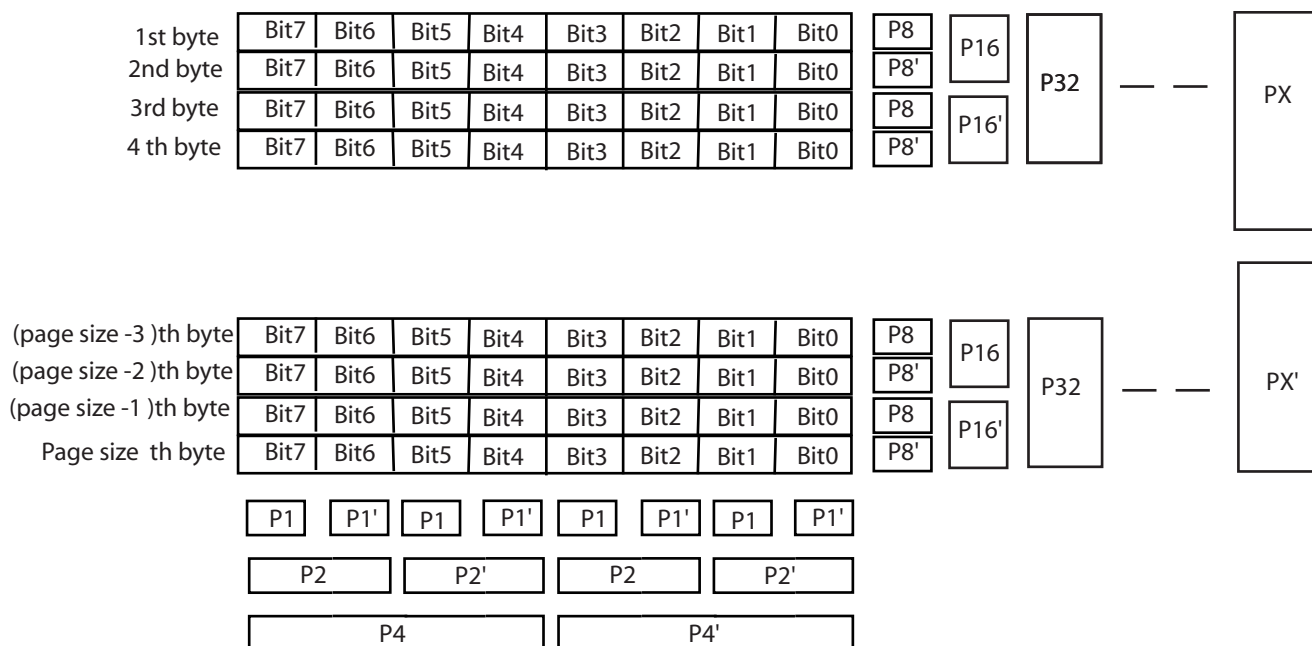 1st byte Bit7 Bit6 Bit5 Bit4 Bit3 Bit2 Bit1 Bit0 P8 P16 P32 PX
2nd byte Bit7 Bit6 Bit5 Bit4 Bit3 Bit2 Bit1 Bit0 P8'
3rd byte Bit7 Bit6 Bit5 Bit4 Bit3 Bit2 Bit1 Bit0 P8 P16'
4 th byte Bit7 Bit6 Bit5 Bit4 Bit3 Bit2 Bit1 Bit0 P8'
(page size -3 )th byte Bit7 Bit6 Bit5 Bit4 Bit3 Bit2 Bit1 Bit0 P8 P16 P32 PX'
(page size -2 )th byte Bit7 Bit6 Bit5 Bit4 Bit3 Bit2 Bit1 Bit0 P8'
(page size -1 )th byte Bit7 Bit6 Bit5 Bit4 Bit3 Bit2 Bit1 Bit0 P8 P16'
Page size th byte Bit7 Bit6 Bit5 Bit4 Bit3 Bit2 Bit1 Bit0 P8'
P1 P1' P1 P1' P1 P1' P1 P1'
P2 P2' P2 P2'
P4 P4'